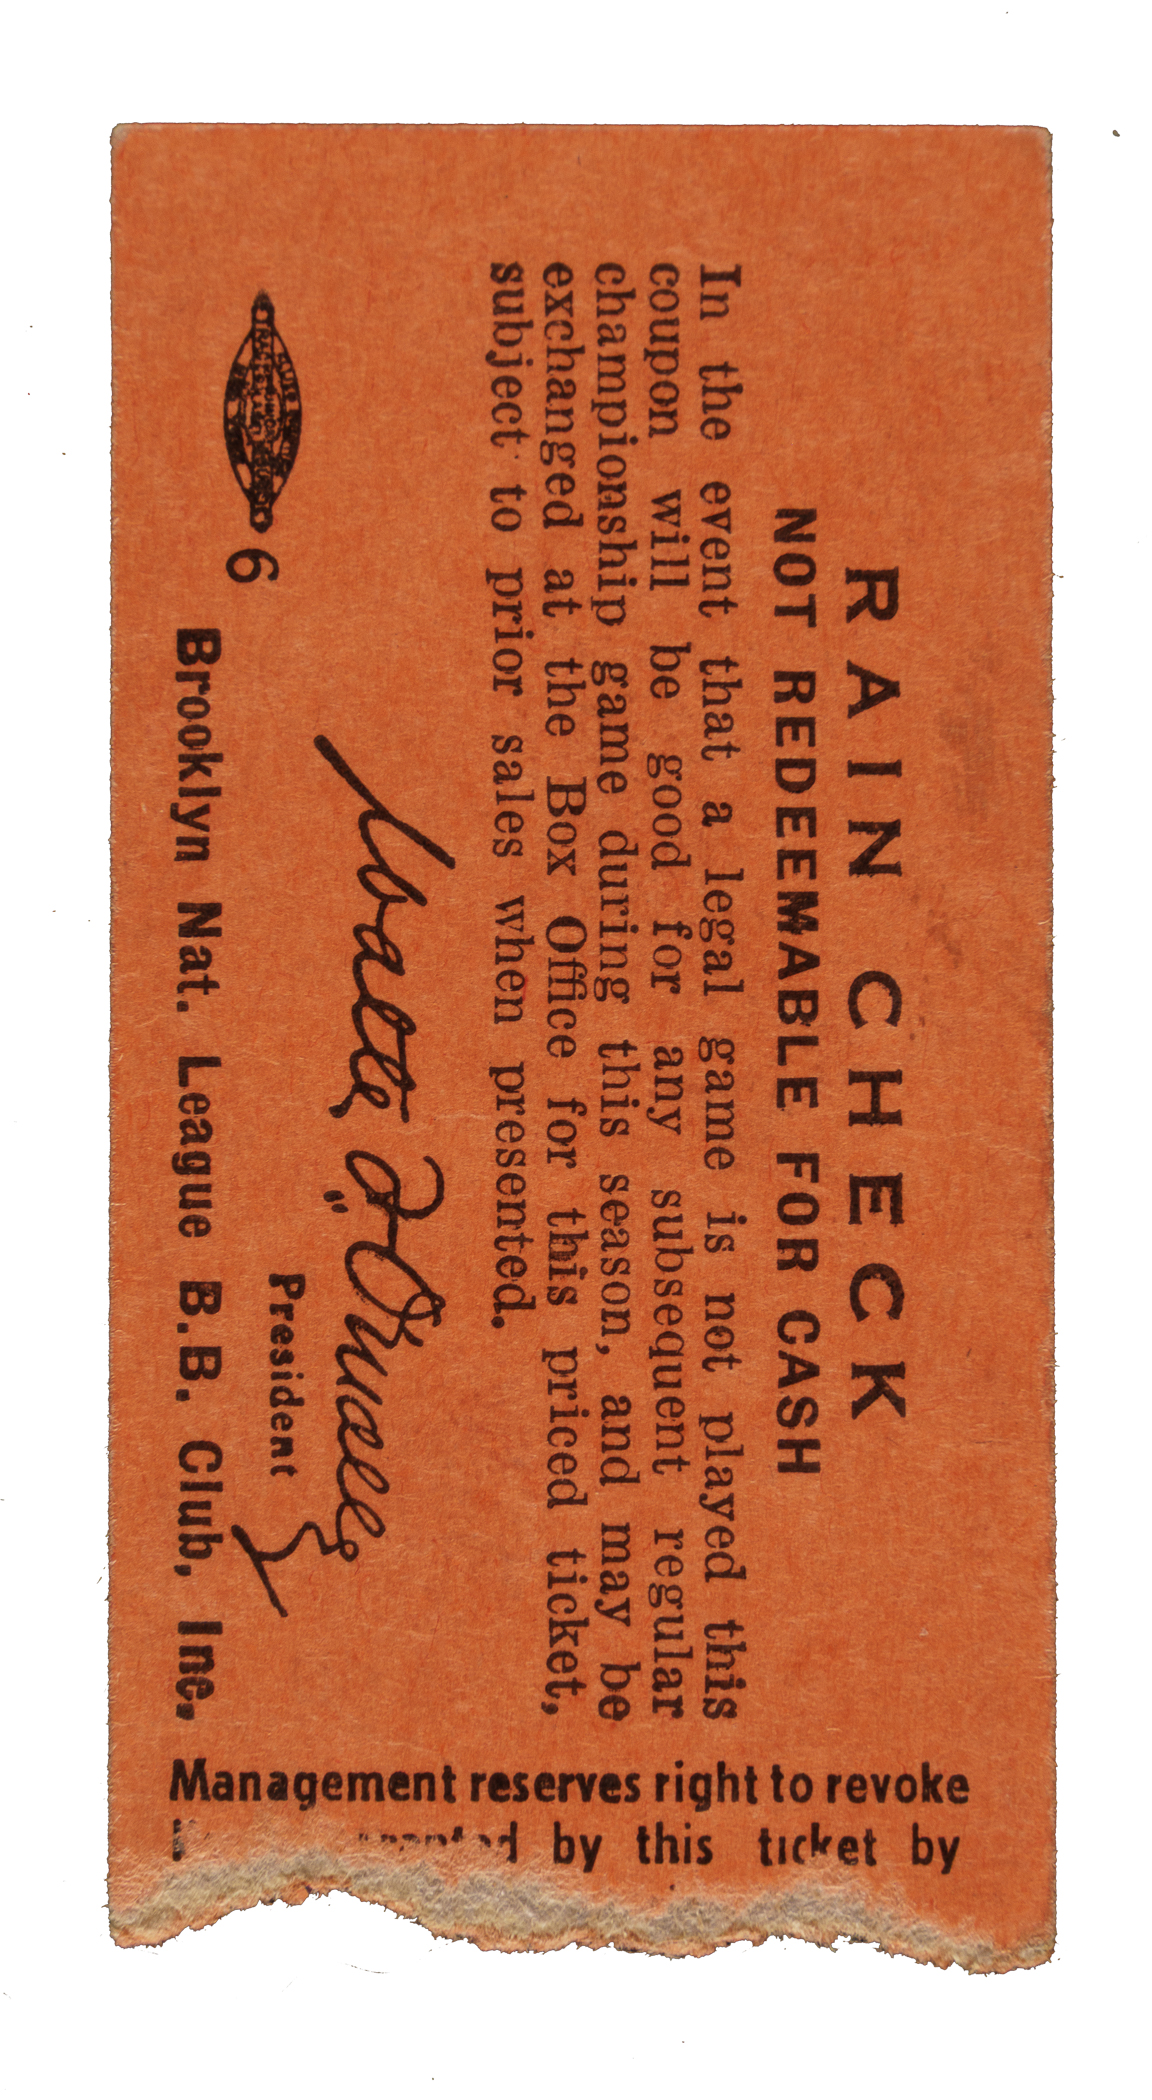 RAIN CHECK
NOT REDEEMABLE FOR CASH
In the event that a legal game is not played this
coupon will be good for any subsequent regular
championship game during this season, and may be
exchanged at the Box Office for this priced ticket,
subject to prior sales when presented.
Walter F. O'Malley
President
6
Brooklyn Nat. League B.B. Club, Inc.
Management reserves right to revoke
granted by this ticket by